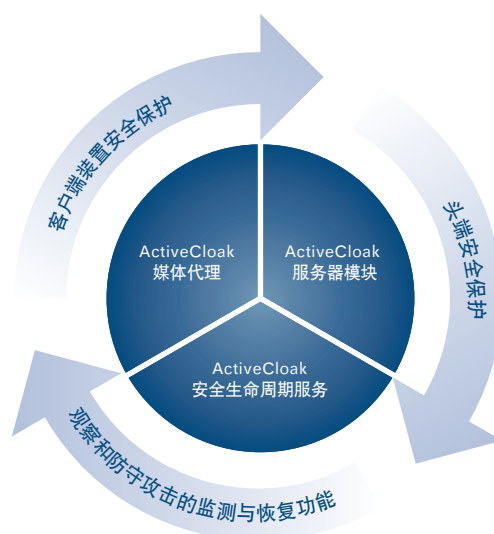 客户端装置安全保护
头端安全保护
ActiveCloak
媒体代理
ActiveCloak
服务器模块
ActiveCloak
安全生命周期服务
观察和防守攻击的监测与恢复功能